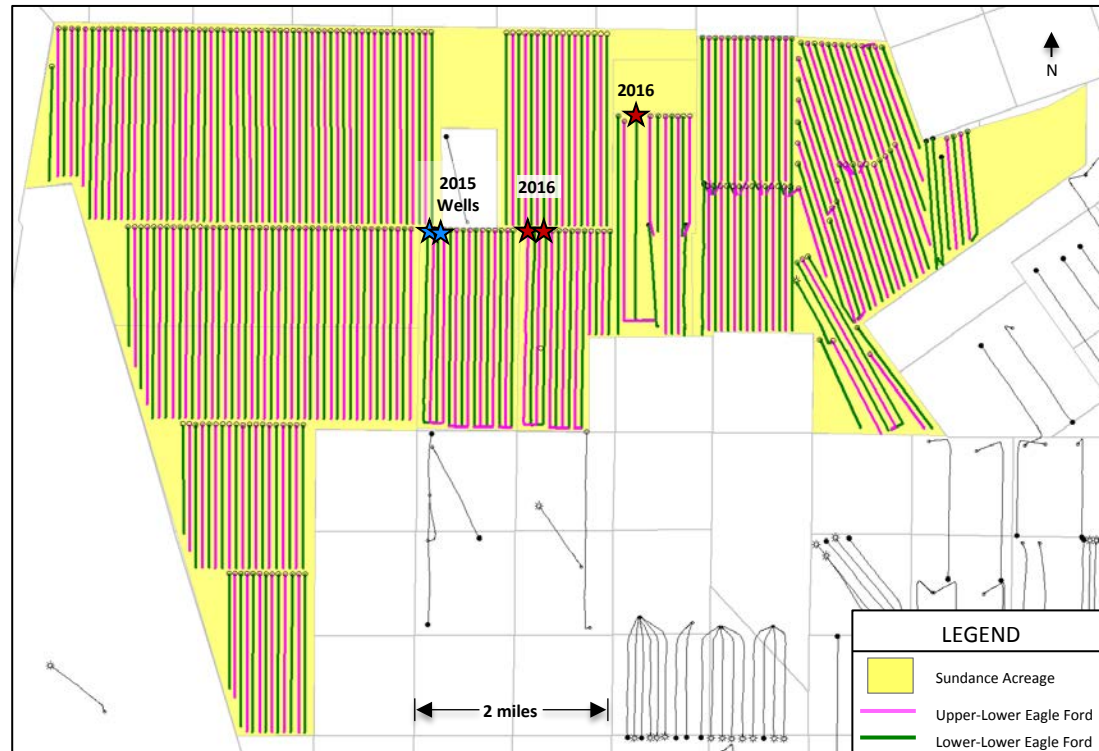 N
2016
2015
Wells
2016
2 miles
LEGEND
Sundance Acreage
Upper-Lower Eagle Ford
Lower-Lower Eagle Ford